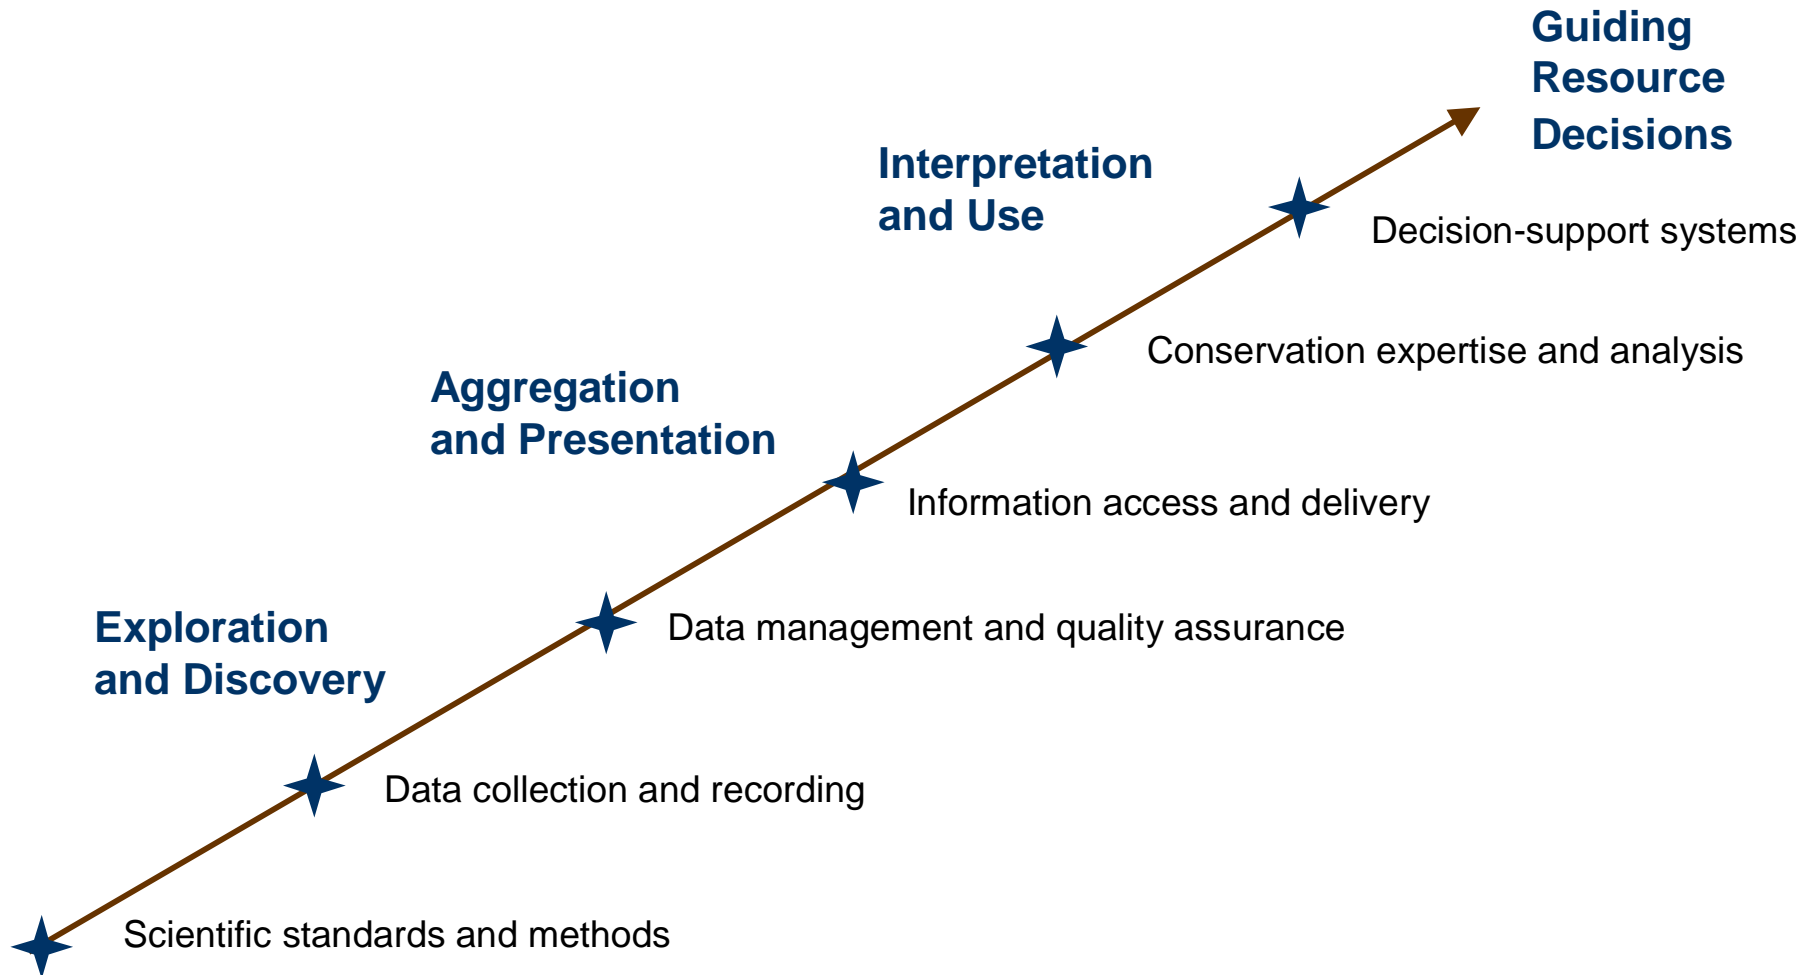 Guiding
Resource
Decisions
Interpretation
and Use
Decision-support systems
Conservation expertise and analysis
Aggregation
and Presentation
Information access and delivery
Data management and quality assurance
Exploration
and Discovery
Data collection and recording
Scientific standards and methods